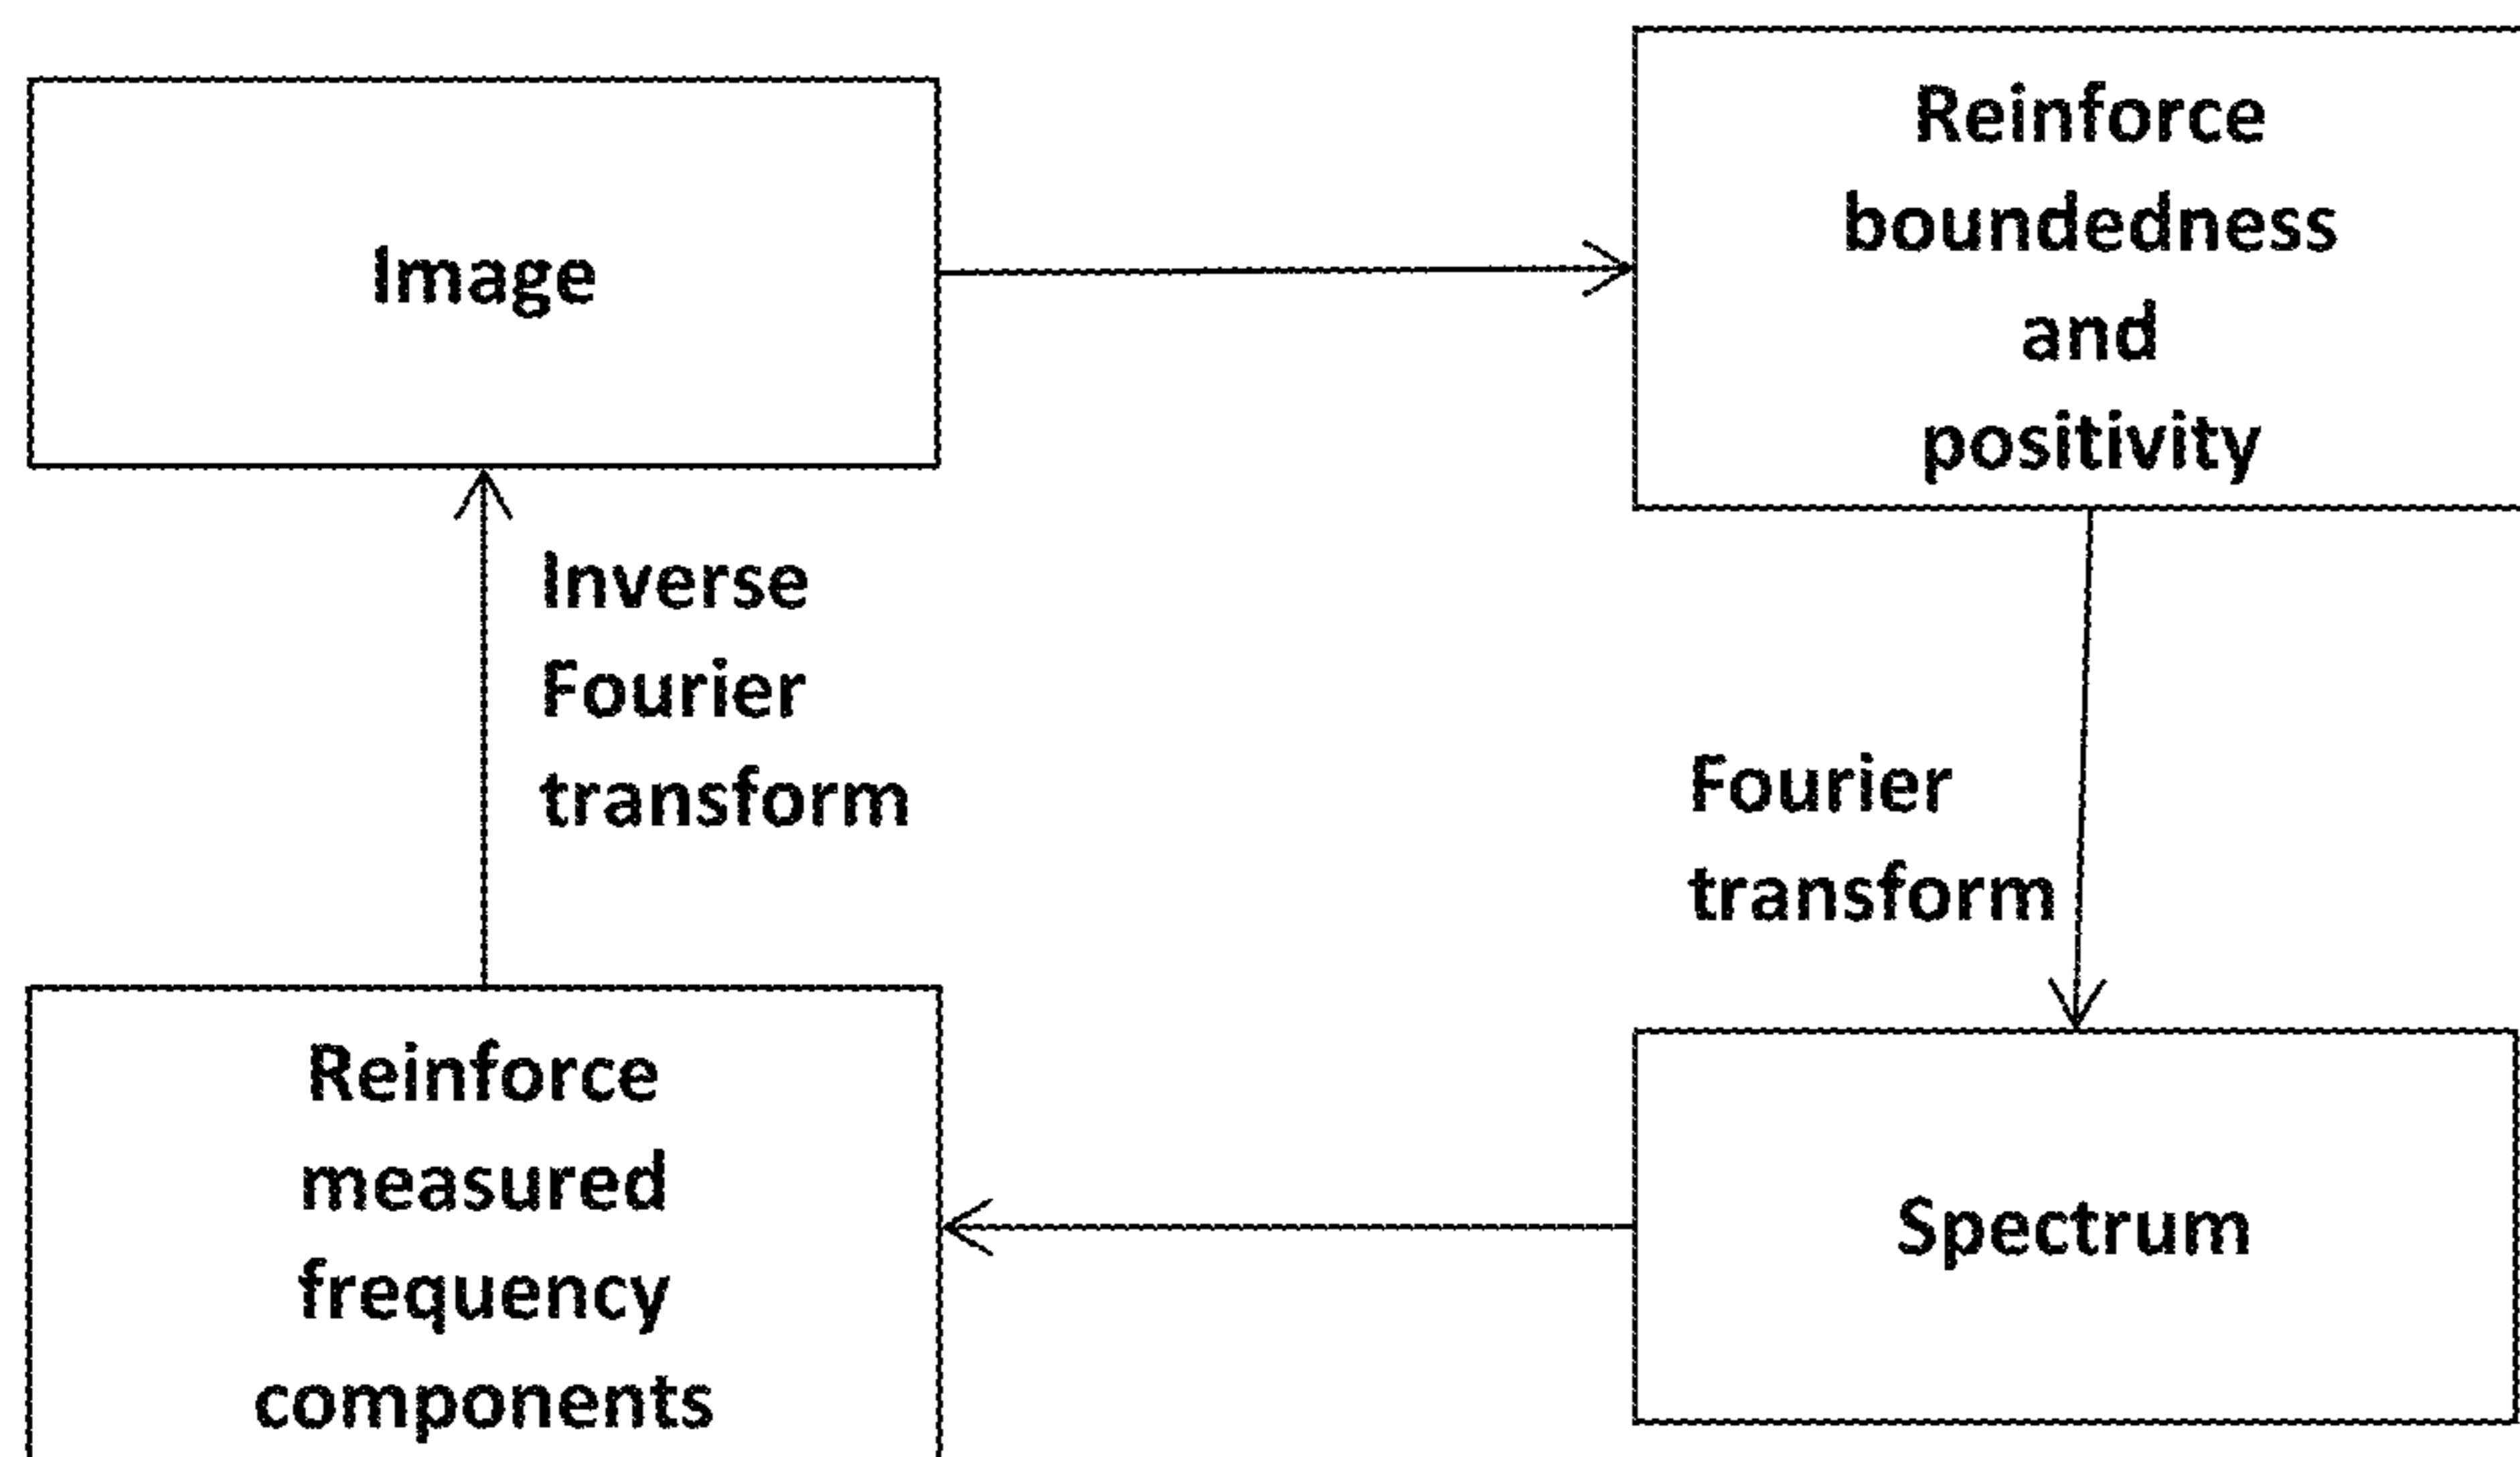 Image
Reinforce
boundedness
and
positivity
Inverse
Fourier
transform
Fourier
transform
Reinforce
measured
frequency
components
Spectrum